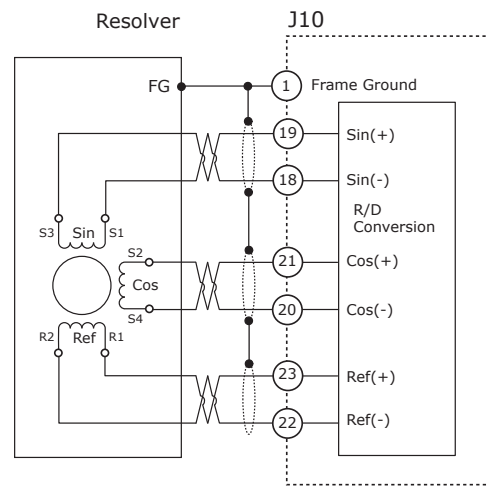 Resolver
J10
FG
1
Frame Ground
19
Sin(+)
18
Sin(-)
R/D
Conversion
S3
Sin
S1
S2
Cos
S4
21
Cos(+)
20
Cos(-)
R2
Ref
R1
23
Ref(+)
22
Ref(-)